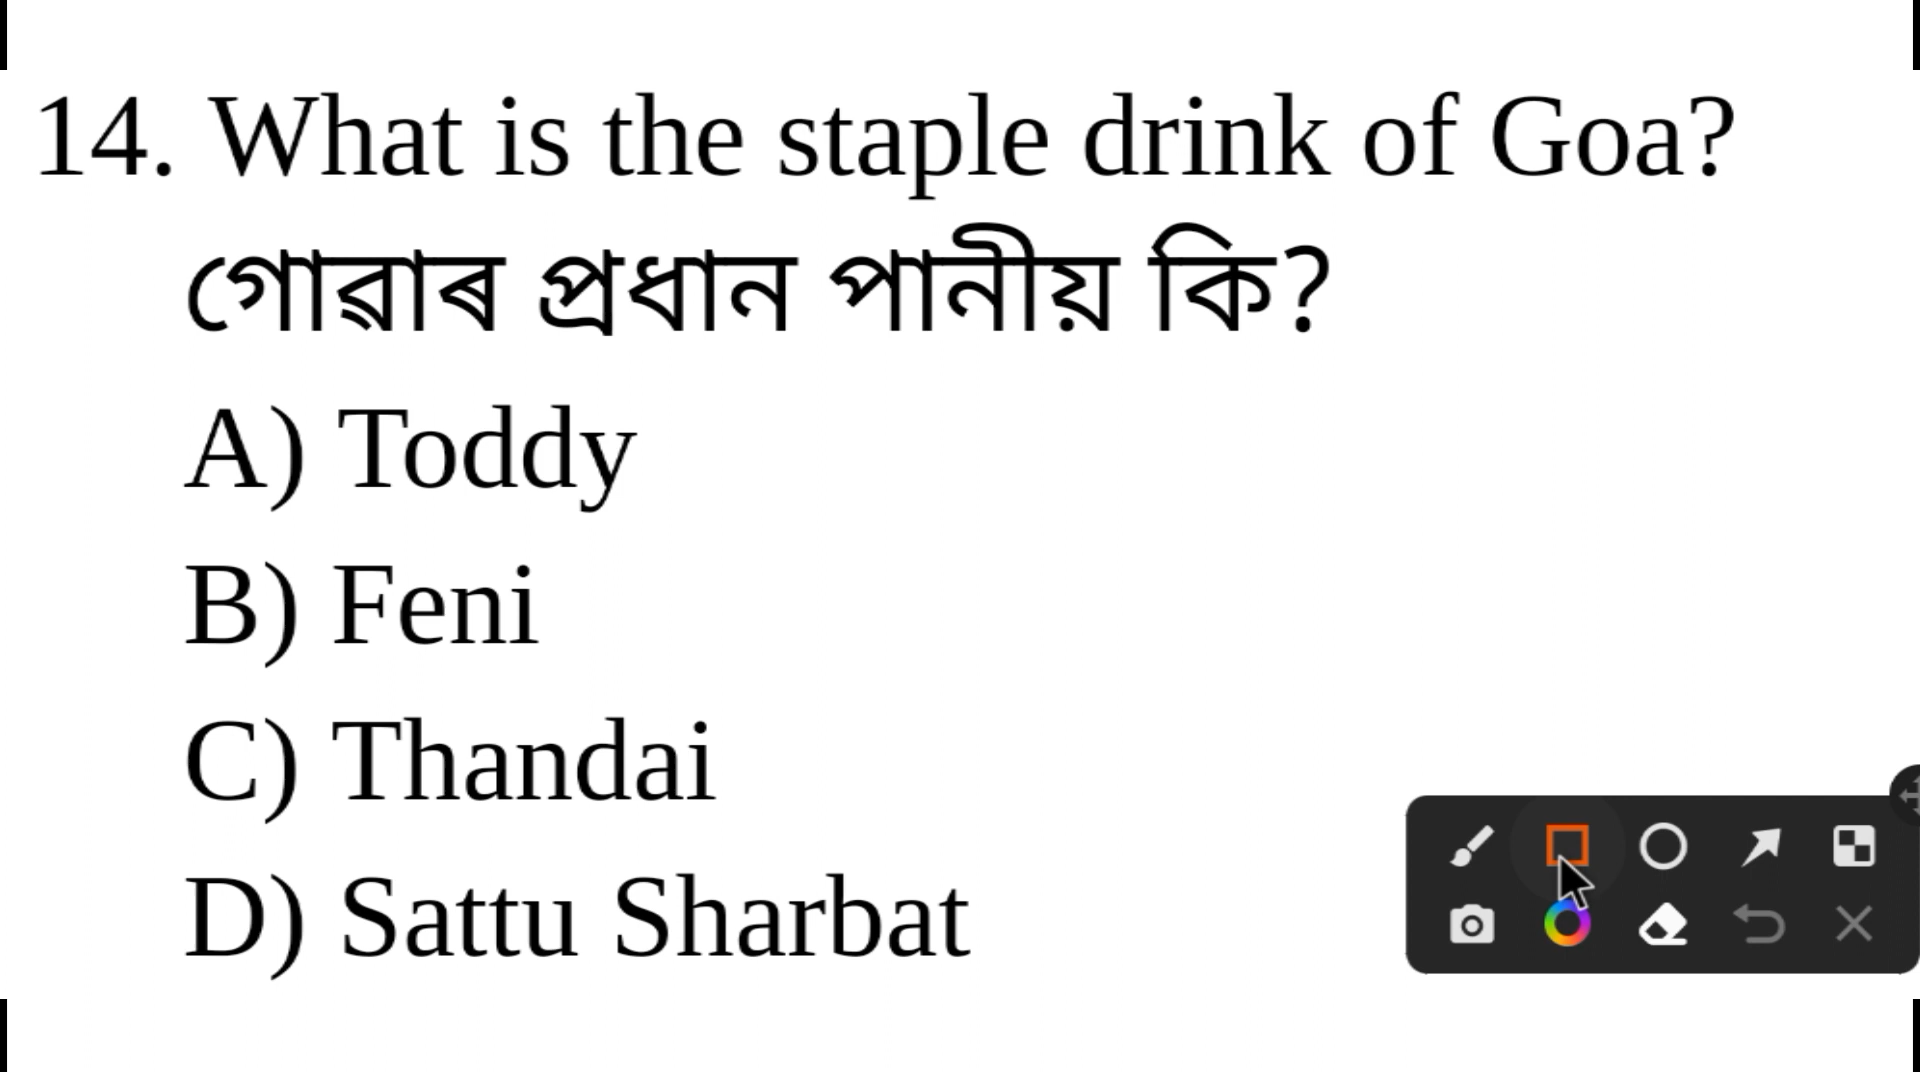 14. What is the staple drink of Goa?
গোৱাৰ প্ৰধান পানীয় কি?
A) Toddy
B) Feni
C) Thandai
D) Sattu Sharbat